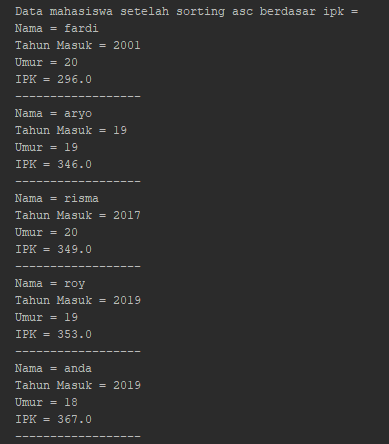 Data mahasiswa setelah sorting asc berdasar ipk =
Nama = fardi
Tahun Masuk = 2001
Umur = 20
IPK = 296.0
------------------
Nama = aryo
Tahun Masuk = 19
Umur = 19
IPK = 346.0
------------------
Nama = risma
Tahun Masuk = 2017
Umur = 20
IPK = 349.0
------------------
Nama = roy
Tahun Masuk = 2019
Umur = 19
IPK = 353.0
------------------
Nama = anda
Tahun Masuk = 2019
Umur = 18
IPK = 367.0
------------------